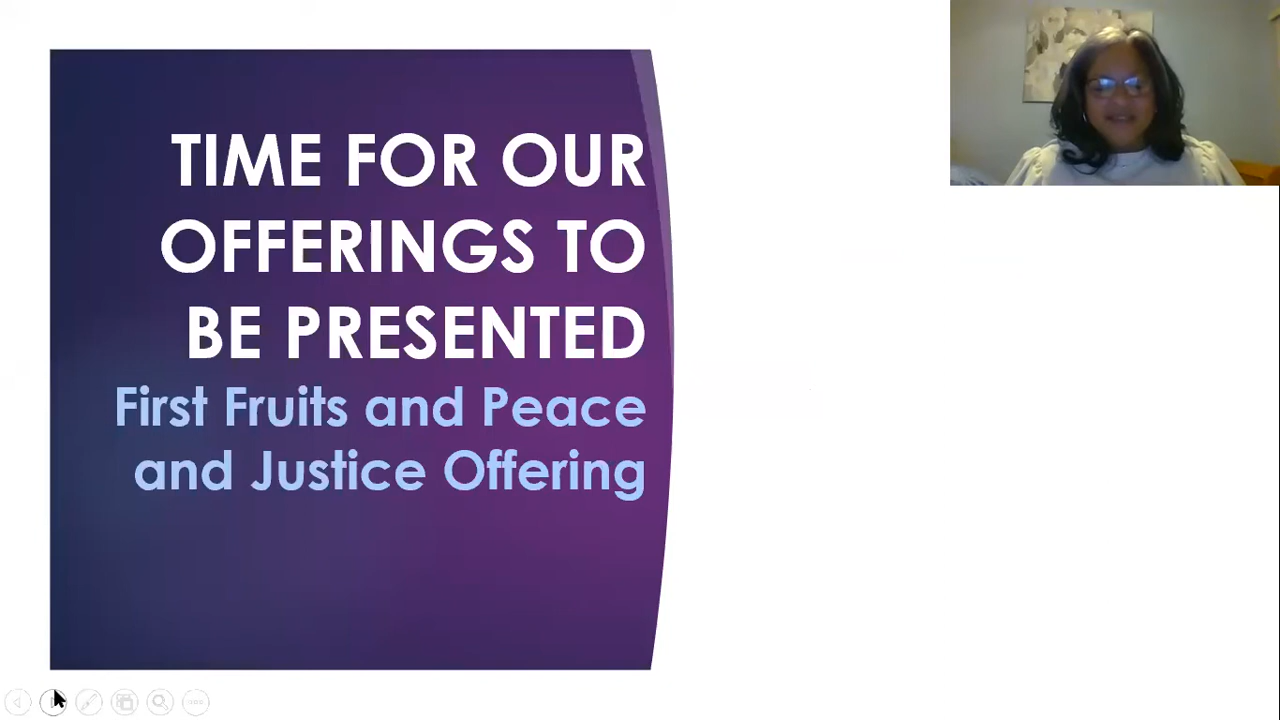 TIME FOR OUR
OFFERINGS TO
BE PRESENTED
First Fruits and Peace
and Justice Offering